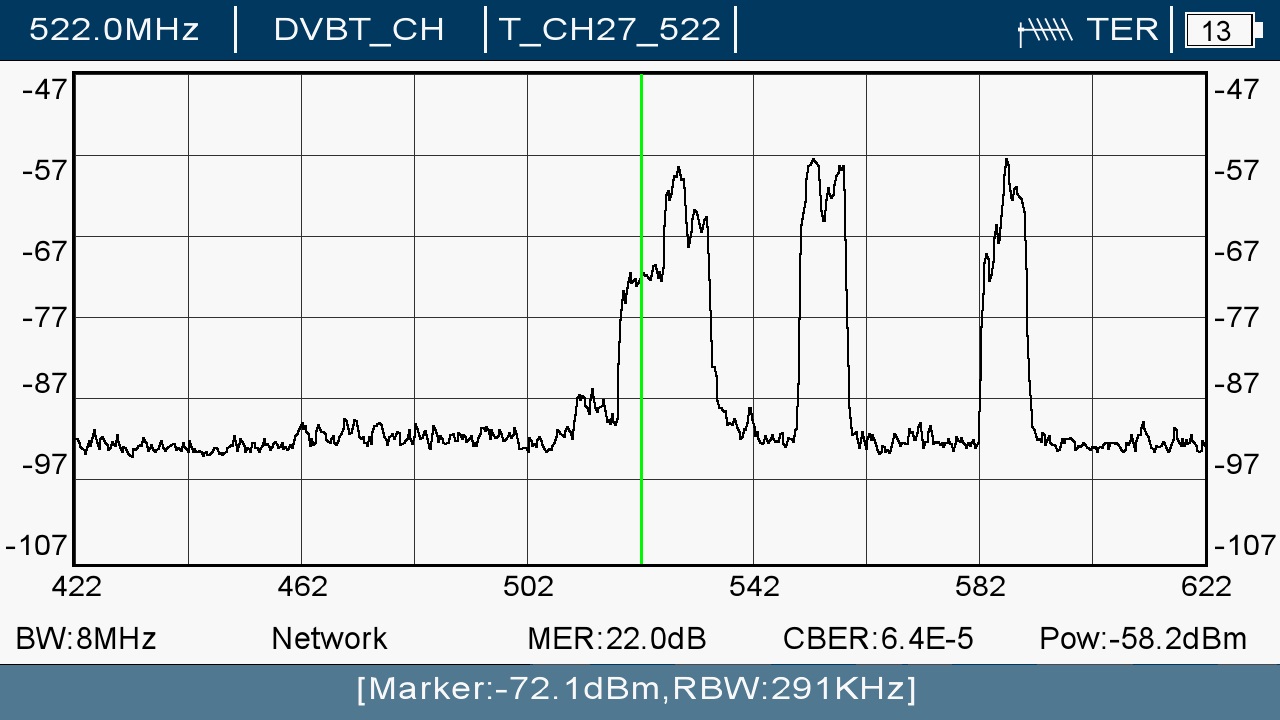 522.0MHz DVBT_CH T_CH27_522 TER 13
-47 -47
-57 -57
-67 -67
-77 -77
-87 -87
-97 -97
-107 -107
422 462 502 542 582 622
BW:8MHz Network MER:22.0dB CBER:6.4E-5 Pow:-58.2dBm
[Marker:-72.1dBm,RBW:291KHz]